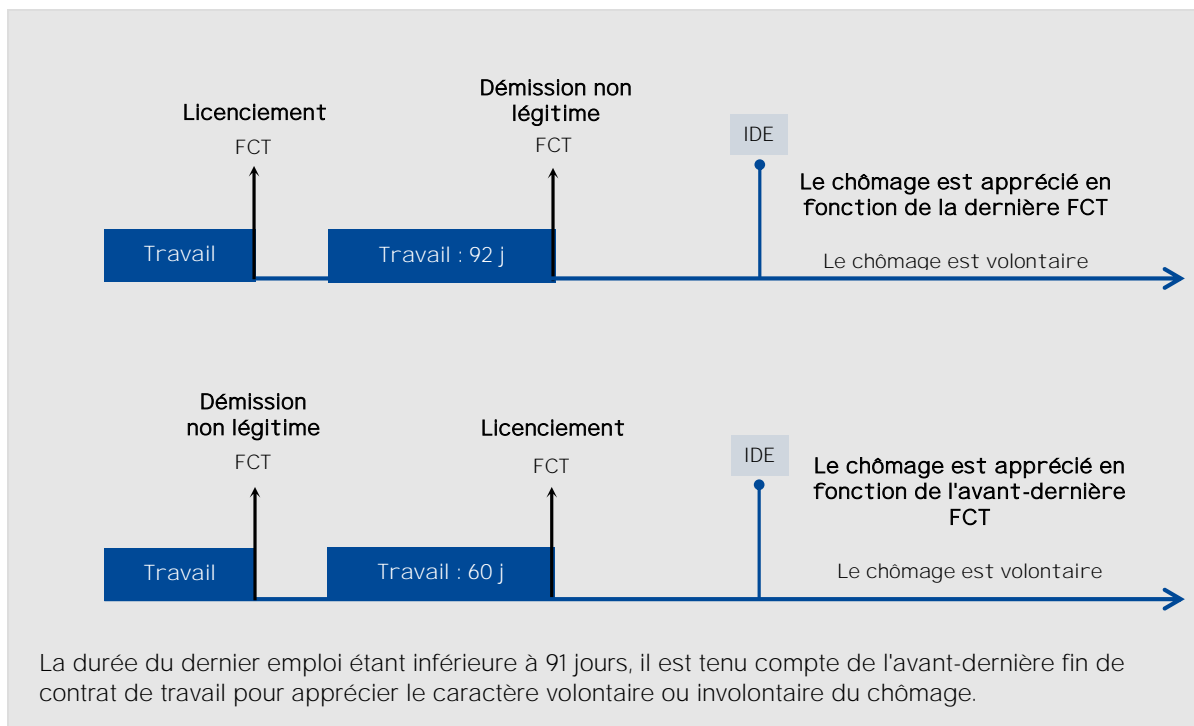 Licenciement
FCT
Démission non
légitime
FCT
IDE
Le chômage est apprécié en
fonction de la dernière FCT
Le chômage est volontaire
Travail
Travail : 92 j
Démission
non légitime
FCT
Licenciement
FCT
IDE
Le chômage est apprécié en
fonction de l'avant-dernière
FCT
Le chômage est volontaire
Travail
Travail : 60 j
La durée du dernier emploi étant inférieure à 91 jours, il est tenu compte de l'avant-dernière fin de
contrat de travail pour apprécier le caractère volontaire ou involontaire du chômage.